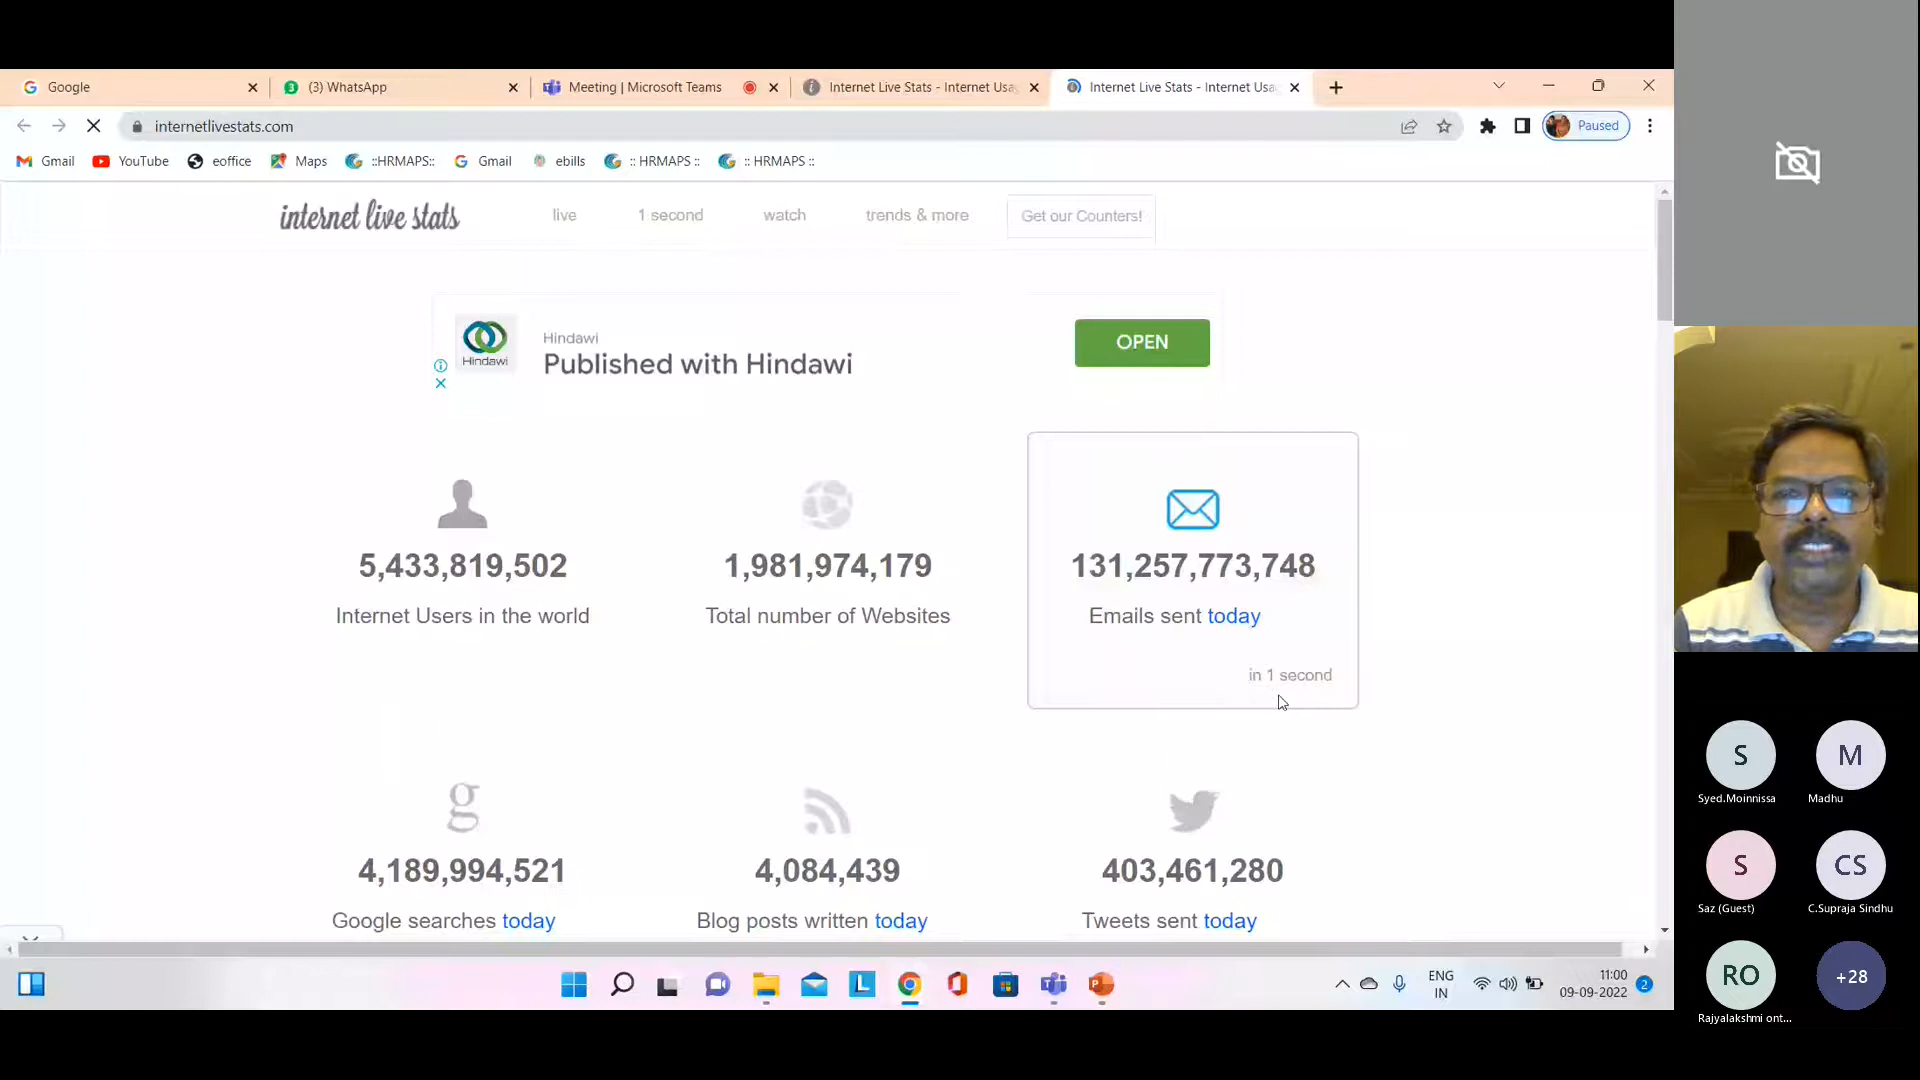 Google
(3) WhatsApp
Meeting | Microsoft Teams
Internet Live Stats - Internet Usa
Internet Live Stats - Internet Usa
internetlivestats.com
Paused
Gmail
YouTube
eoffice
Maps
::HRMAPS::
Gmail
ebills
:: HRMAPS ::
:: HRMAPS ::
internet live stats
live
1 second
watch
trends & more
Get our Counters!
Hindawi
Hindawi
Published with Hindawi
OPEN
5,433,819,502
Internet Users in the world
1,981,974,179
Total number of Websites
131,257,773,748
Emails sent today
in 1 second
4,189,994,521
Google searches today
4,084,439
Blog posts written today
403,461,280
Tweets sent today
ENG
IN
11:00
09-09-2022
2
S
Syed.Moinnissa
M
Madhu
S
Saz (Guest)
CS
C.Supraja Sindhu
RO
Rajyalakshmi ont...
+28